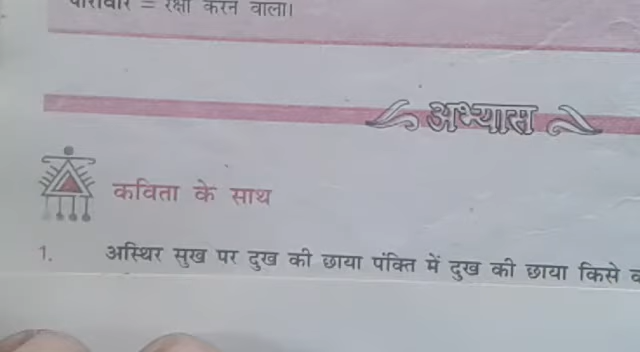 = रक्षा करने वाला।
अभ्यास
कविता के साथ
1. अस्थिर सुख पर दुख की छाया पंक्ति में दुख की छाया किसे